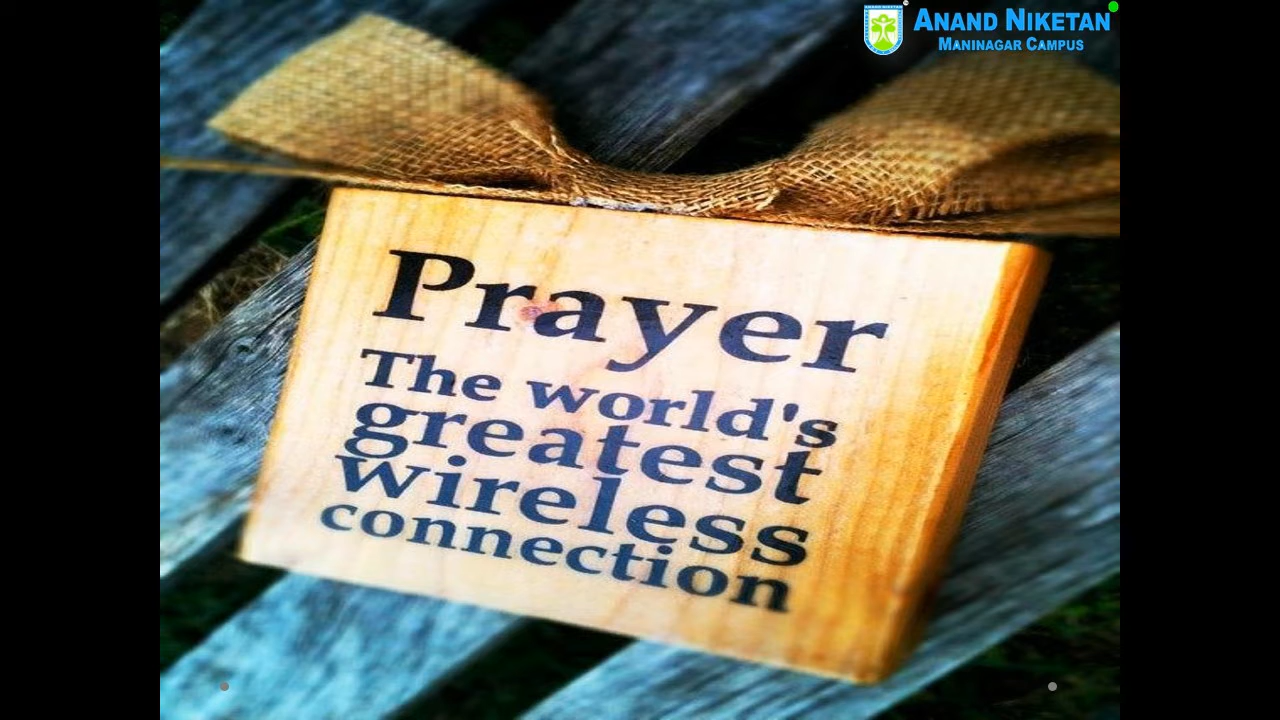 ANAND NIKETAN
MANINAGAR CAMPUS
Prayer
The world's
greatest
wireless
connection